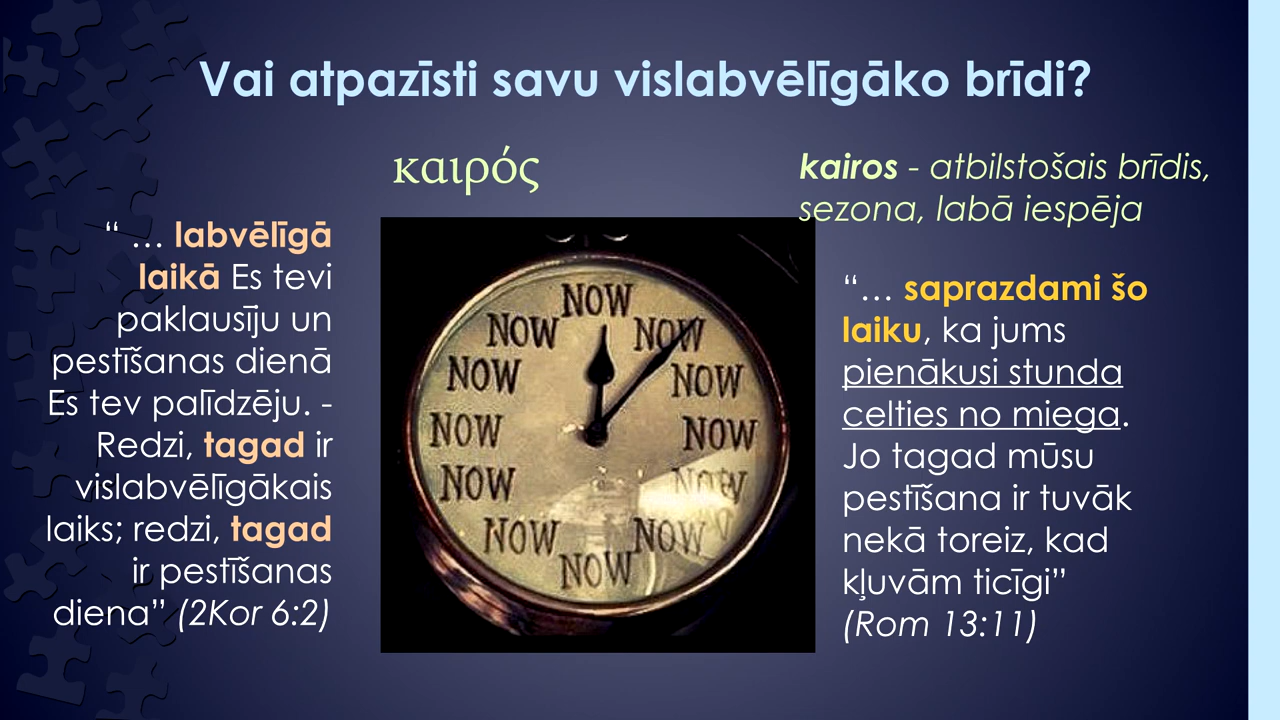 Vai atpazīsti savu vislabvēlīgāko brīdi?
καιρός
kairos - atbilstošais brīdis,
sezona, labā iespēja
“ … labvēlīgā
laikā Es tevi
paklausīju un
pestīšanas dienā
Es tev palīdzēju. -
Redzi, tagad ir
vislabvēlīgākais
laiks; redzi, tagad
ir pestīšanas
diena” (2Kor 6:2)
NOW
NOW
NOW
NOW
NOW
NOW
NOW
NOW
NOW
NOW
NOW
NOW
“… saprazdami šo
laiku, ka jums
pienākusi stunda
celties no miega.
Jo tagad mūsu
pestīšana ir tuvāk
nekā toreiz, kad
kļuvām ticīgi”
(Rom 13:11)